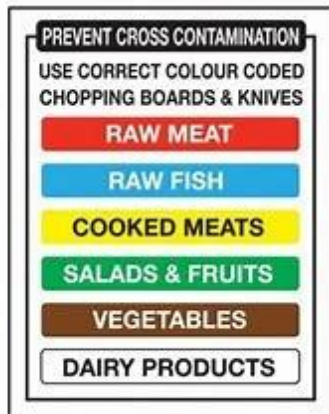 PREVENT CROSS CONTAMINATION
USE CORRECT COLOUR CODED
CHOPPING BOARDS & KNIVES
RAW MEAT
RAW FISH
COOKED MEATS
SALADS & FRUITS
VEGETABLES
DAIRY PRODUCTS